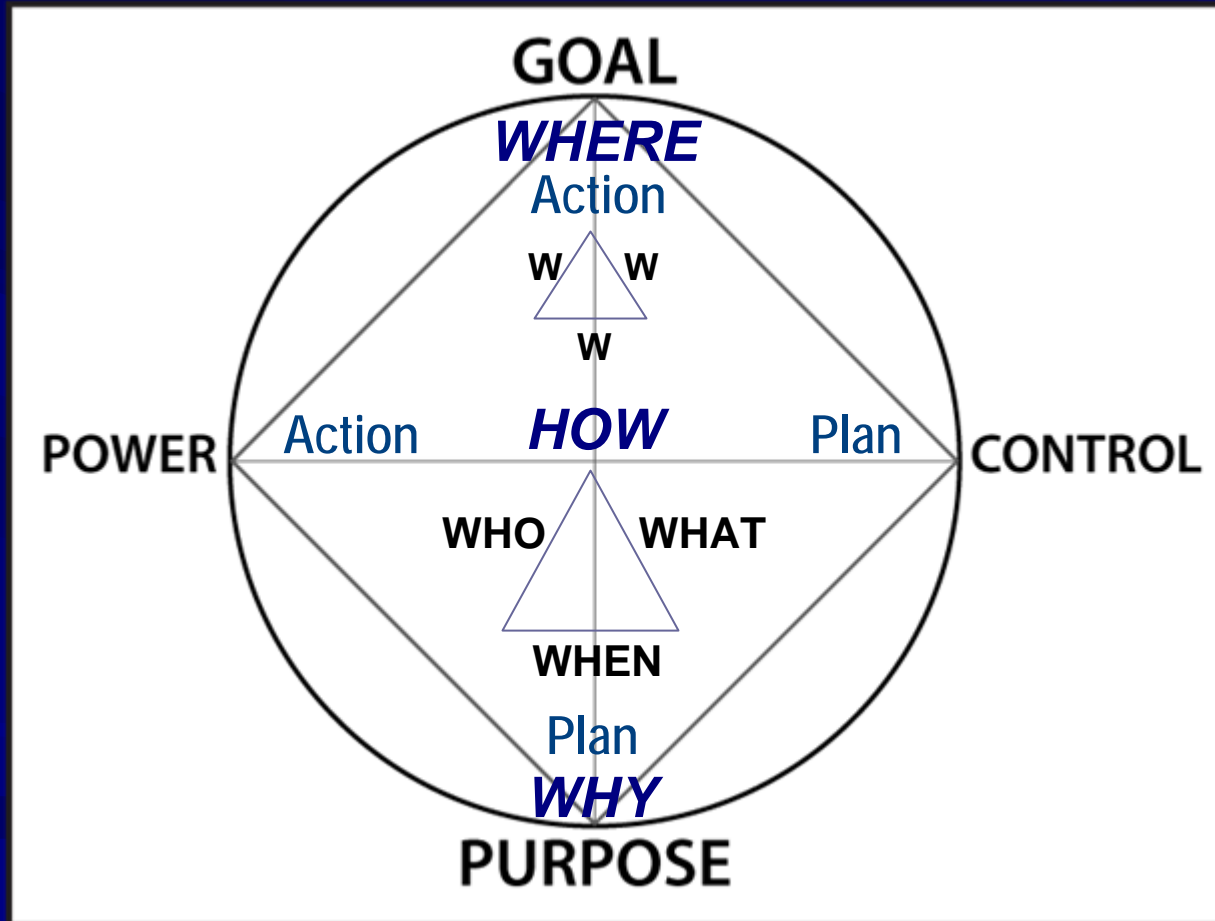 GOAL
WHERE
Action
W W
W
POWER Action HOW Plan CONTROL
WHO WHAT
WHEN
Plan
WHY
PURPOSE